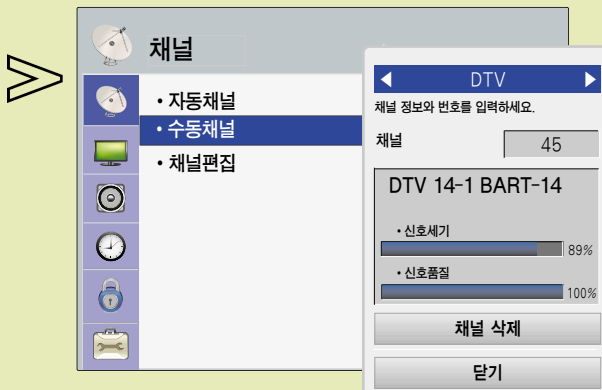 채널
• 자동채널
• 수동채널
• 채널편집
DTV
채널 정보와 번호를 입력하세요.
채널
45
DTV 14-1 BART-14
• 신호세기
89%
• 신호품질
100%
채널 삭제
닫기